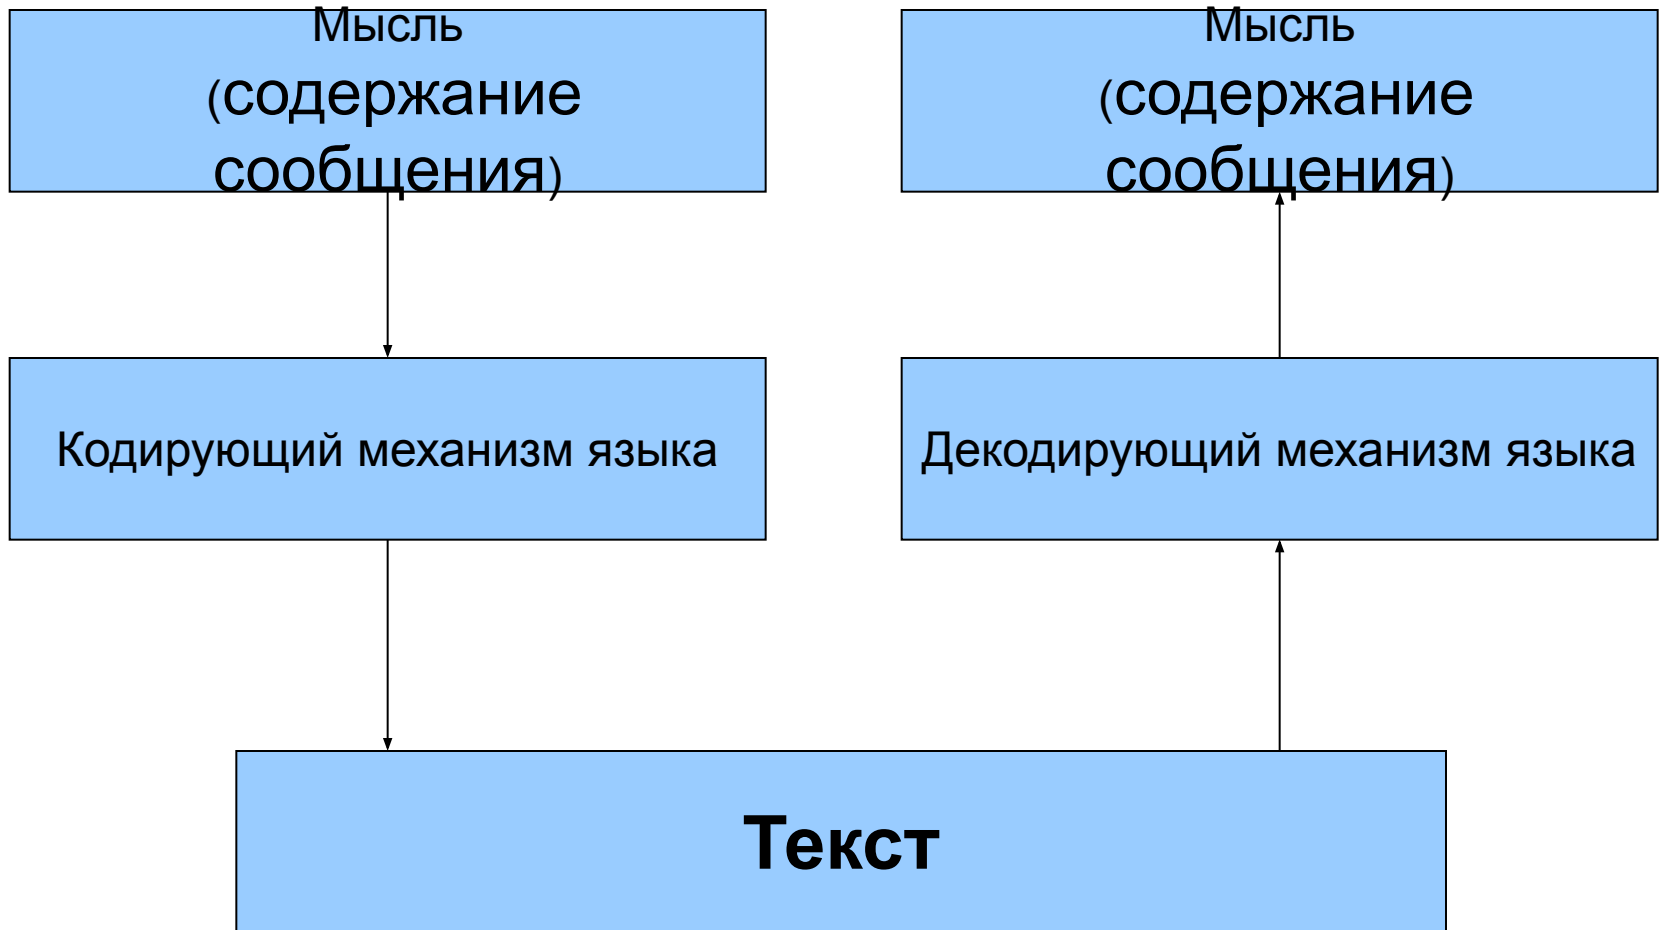 Мысль
(содержание
сообщения)
Мысль
(содержание
сообщения)
Кодирующий механизм языка
Декодирующий механизм языка
Текст